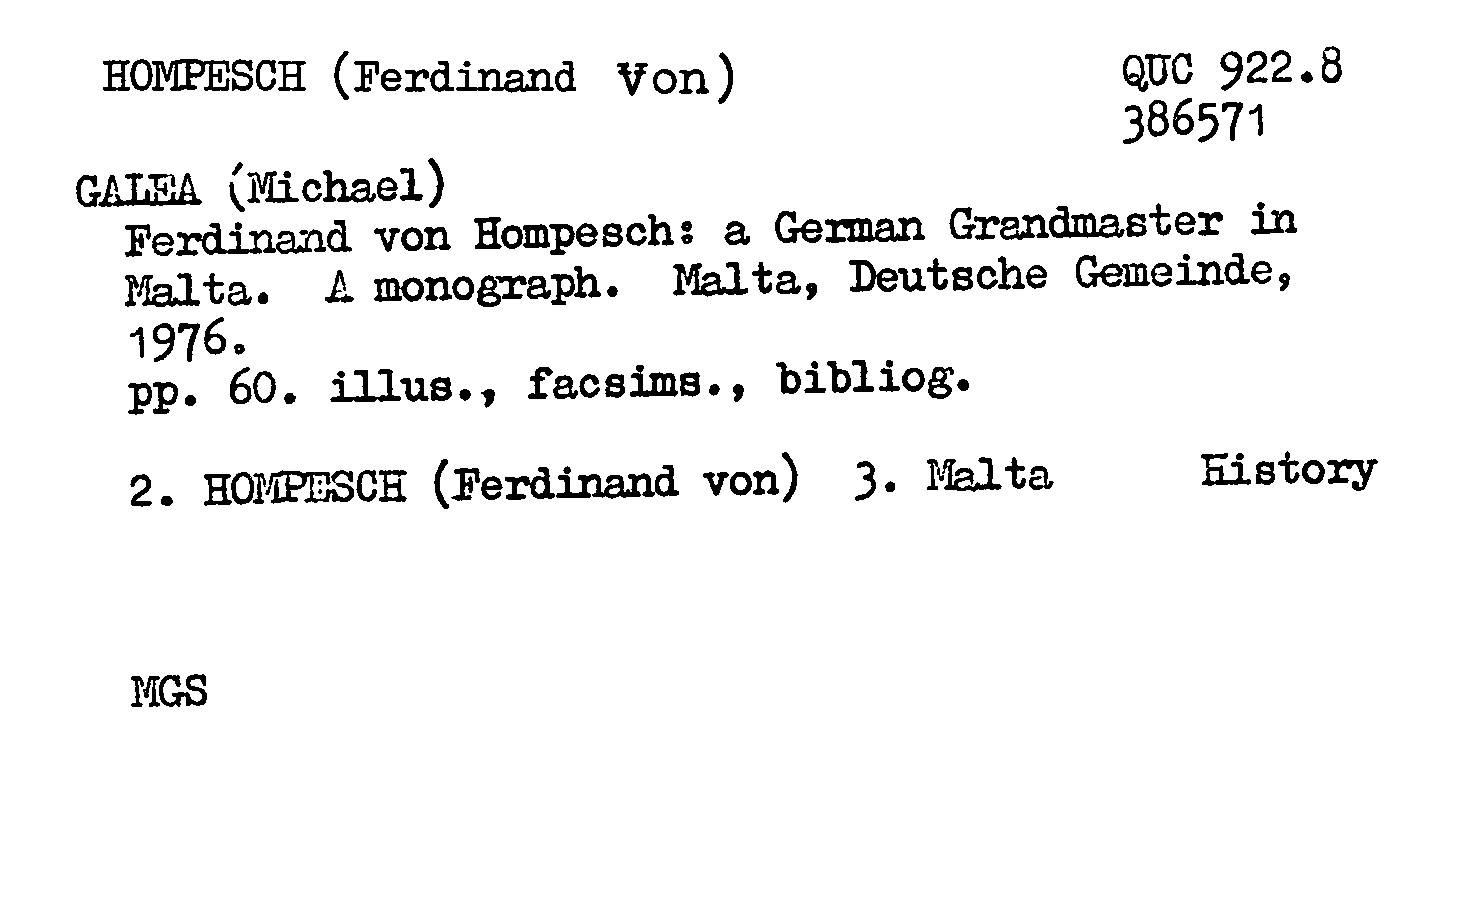 HOMPESCH (Ferdinand Von) QUC 922.8
386571
GALEA (Michael)
Ferdinand von Hompesch: a German Grandmaster in
Malta. A monograph. Malta, Deutsche Gemeinde,
1976.
pp. 60. illus., facsims., bibliog.
2. HOMPESCH (Ferdinand von) 3. Malta History
MGS